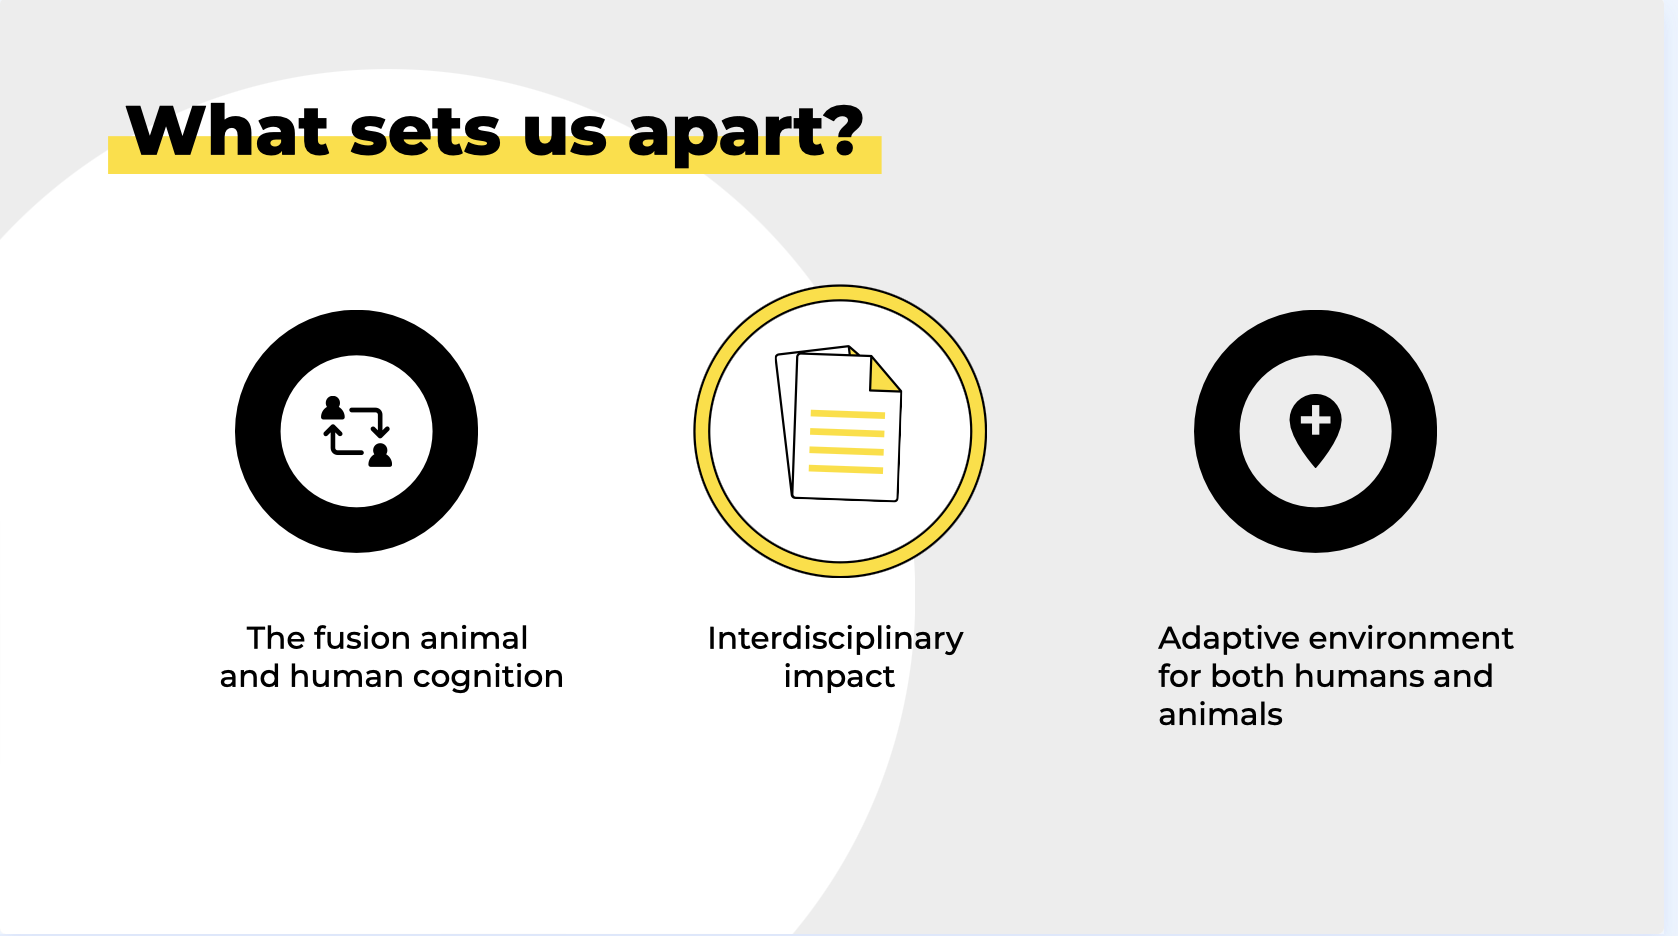 What sets us apart?
The fusion animal
and human cognition
Interdisciplinary
impact
Adaptive environment
for both humans and
animals